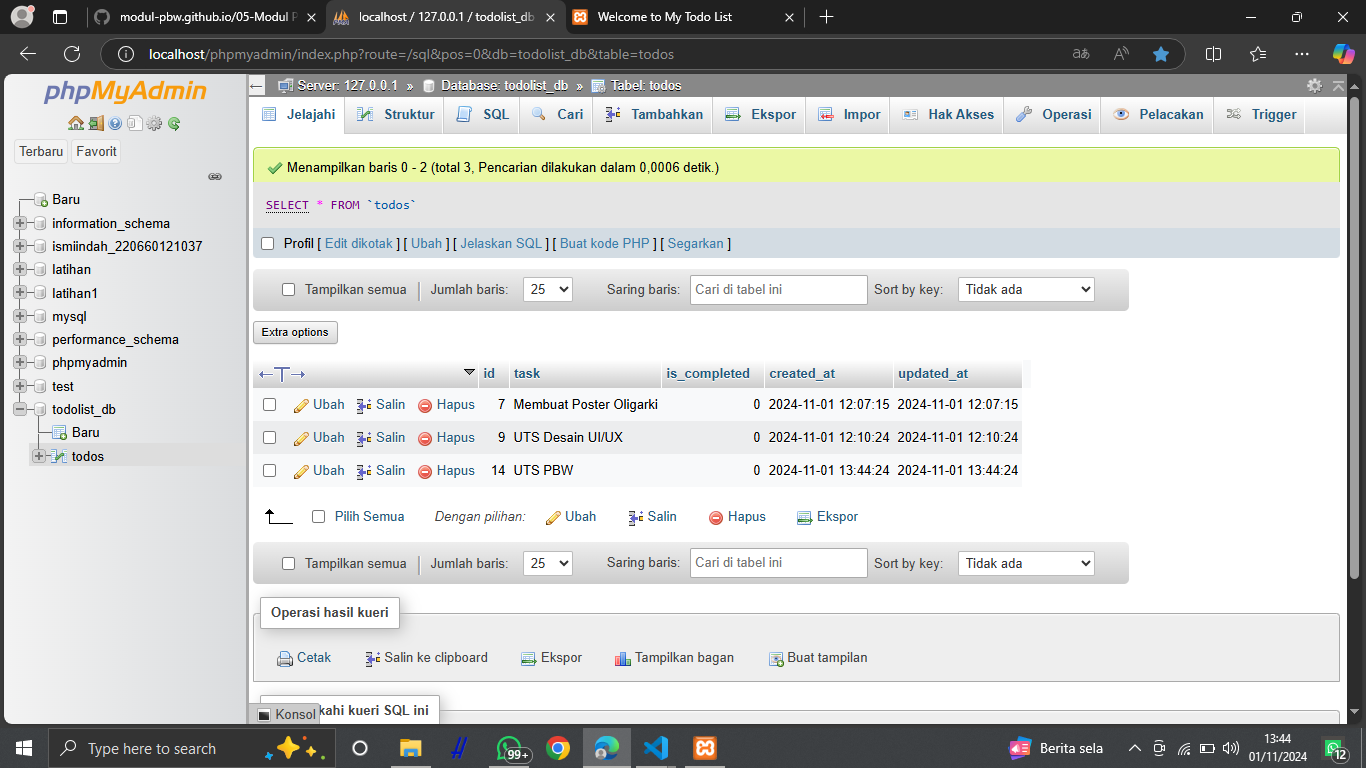 modul-pbw.github.io/05-Modul P
localhost / 127.0.0.1 / todolist_db
Welcome to My Todo List
localhost/phpmyadmin/index.php?route=/sql&pos=0&db=todolist_db&table=todos
phpMyAdmin
Terbaru Favorit
Baru
information_schema
ismiindah_220660121037
latihan
latihan1
mysql
performance_schema
phpmyadmin
test
todolist_db
Baru
todos
Server: 127.0.0.1 » Database: todolist_db » Tabel: todos
Jelajahi Struktur SQL Cari Tambahkan Ekspor Impor Hak Akses Operasi Pelacakan Trigger
Menampilkan baris 0 - 2 (total 3, Pencarian dilakukan dalam 0,0006 detik.)
SELECT * FROM `todos`
Profil [ Edit dikotak ] [ Ubah ] [ Jelaskan SQL ] [ Buat kode PHP ] [ Segarkan ]
Tampilkan semua Jumlah baris: 25 Saring baris: Cari di tabel ini Sort by key: Tidak ada
Extra options
id task is_completed created_at updated_at
Ubah Salin Hapus 7 Membuat Poster Oligarki 0 2024-11-01 12:07:15 2024-11-01 12:07:15
Ubah Salin Hapus 9 UTS Desain UI/UX 0 2024-11-01 12:10:24 2024-11-01 12:10:24
Ubah Salin Hapus 14 UTS PBW 0 2024-11-01 13:44:24 2024-11-01 13:44:24
Pilih Semua Dengan pilihan: Ubah Salin Hapus Ekspor
Tampilkan semua Jumlah baris: 25 Saring baris: Cari di tabel ini Sort by key: Tidak ada
Operasi hasil kueri
Cetak Salin ke clipboard Ekspor Tampilkan bagan Buat tampilan
Konsol kahi kueri SQL ini
Type here to search
99+
Berita sela
13:44
01/11/2024
12